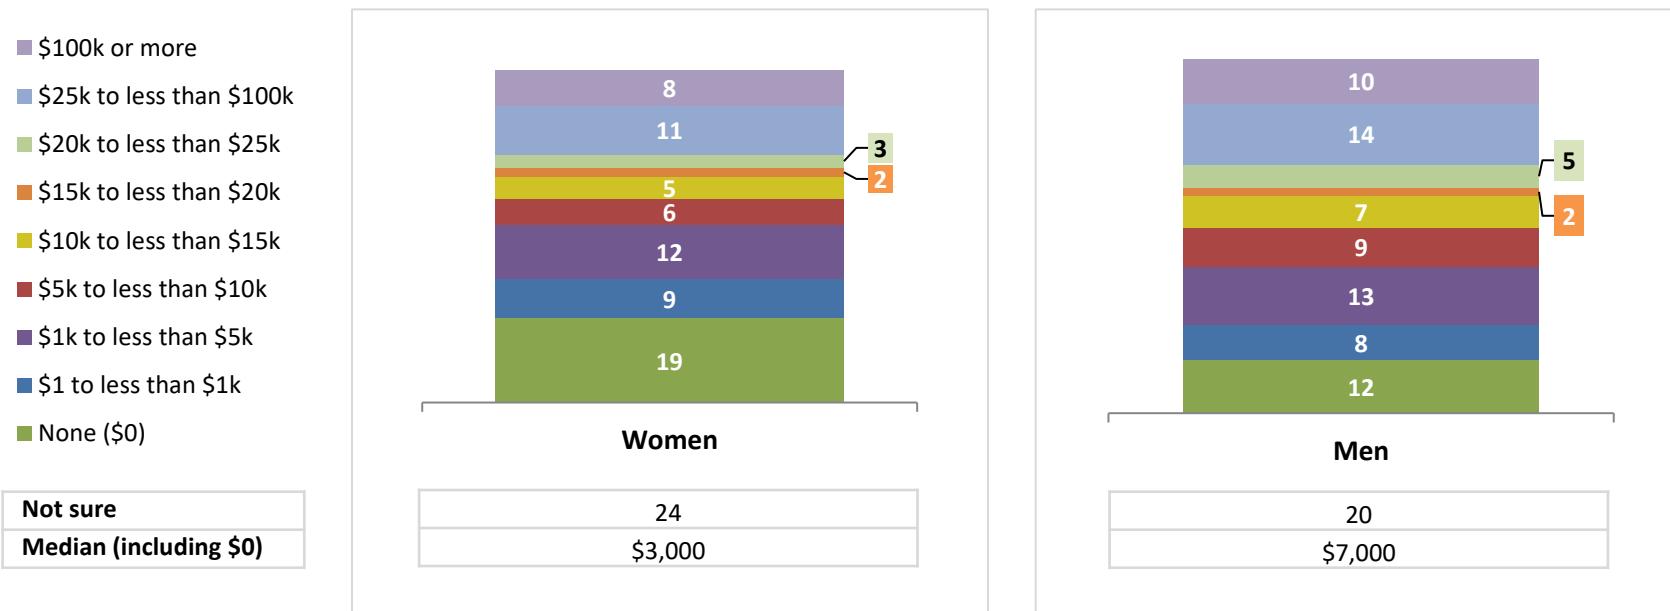 $100k or more
$25k to less than $100k
$20k to less than $25k
$15k to less than $20k
$10k to less than $15k
$5k to less than $10k
$1k to less than $5k
$1 to less than $1k
None ($0)
8
11
3
2
5
6
12
9
19
Women
10
14
5
2
7
9
13
8
12
Men
Not sure
24
20
Median (including $0)
$3,000
$7,000